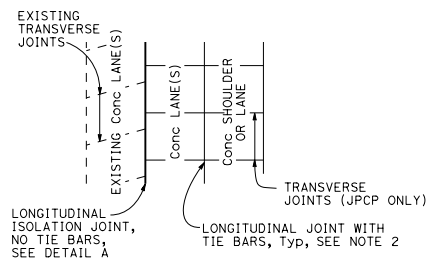 EXISTING
TRANSVERSE
JOINTS
EXISTING Conc LANE(S)
Conc LANE(S)
Conc SHOULDER
OR LANE
TRANSVERSE
JOINTS (JPCP ONLY)
LONGITUDINAL
ISOLATION JOINT,
NO TIE BARS,
SEE DETAIL A
LONGITUDINAL JOINT WITH
TIE BARS, Typ, SEE NOTE 2